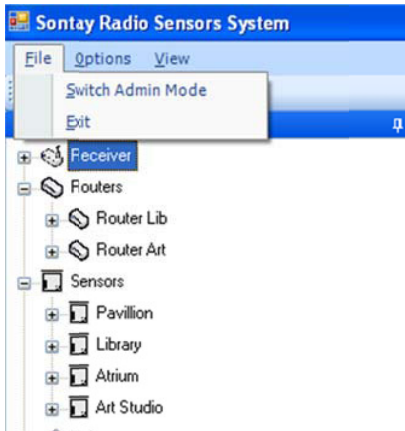 Sontay Radio Sensors System
File Options View
Switch Admin Mode
Exit
Receiver
Routers
Router Lib
Router Art
Sensors
Pavillion
Library
Atrium
Art Studio